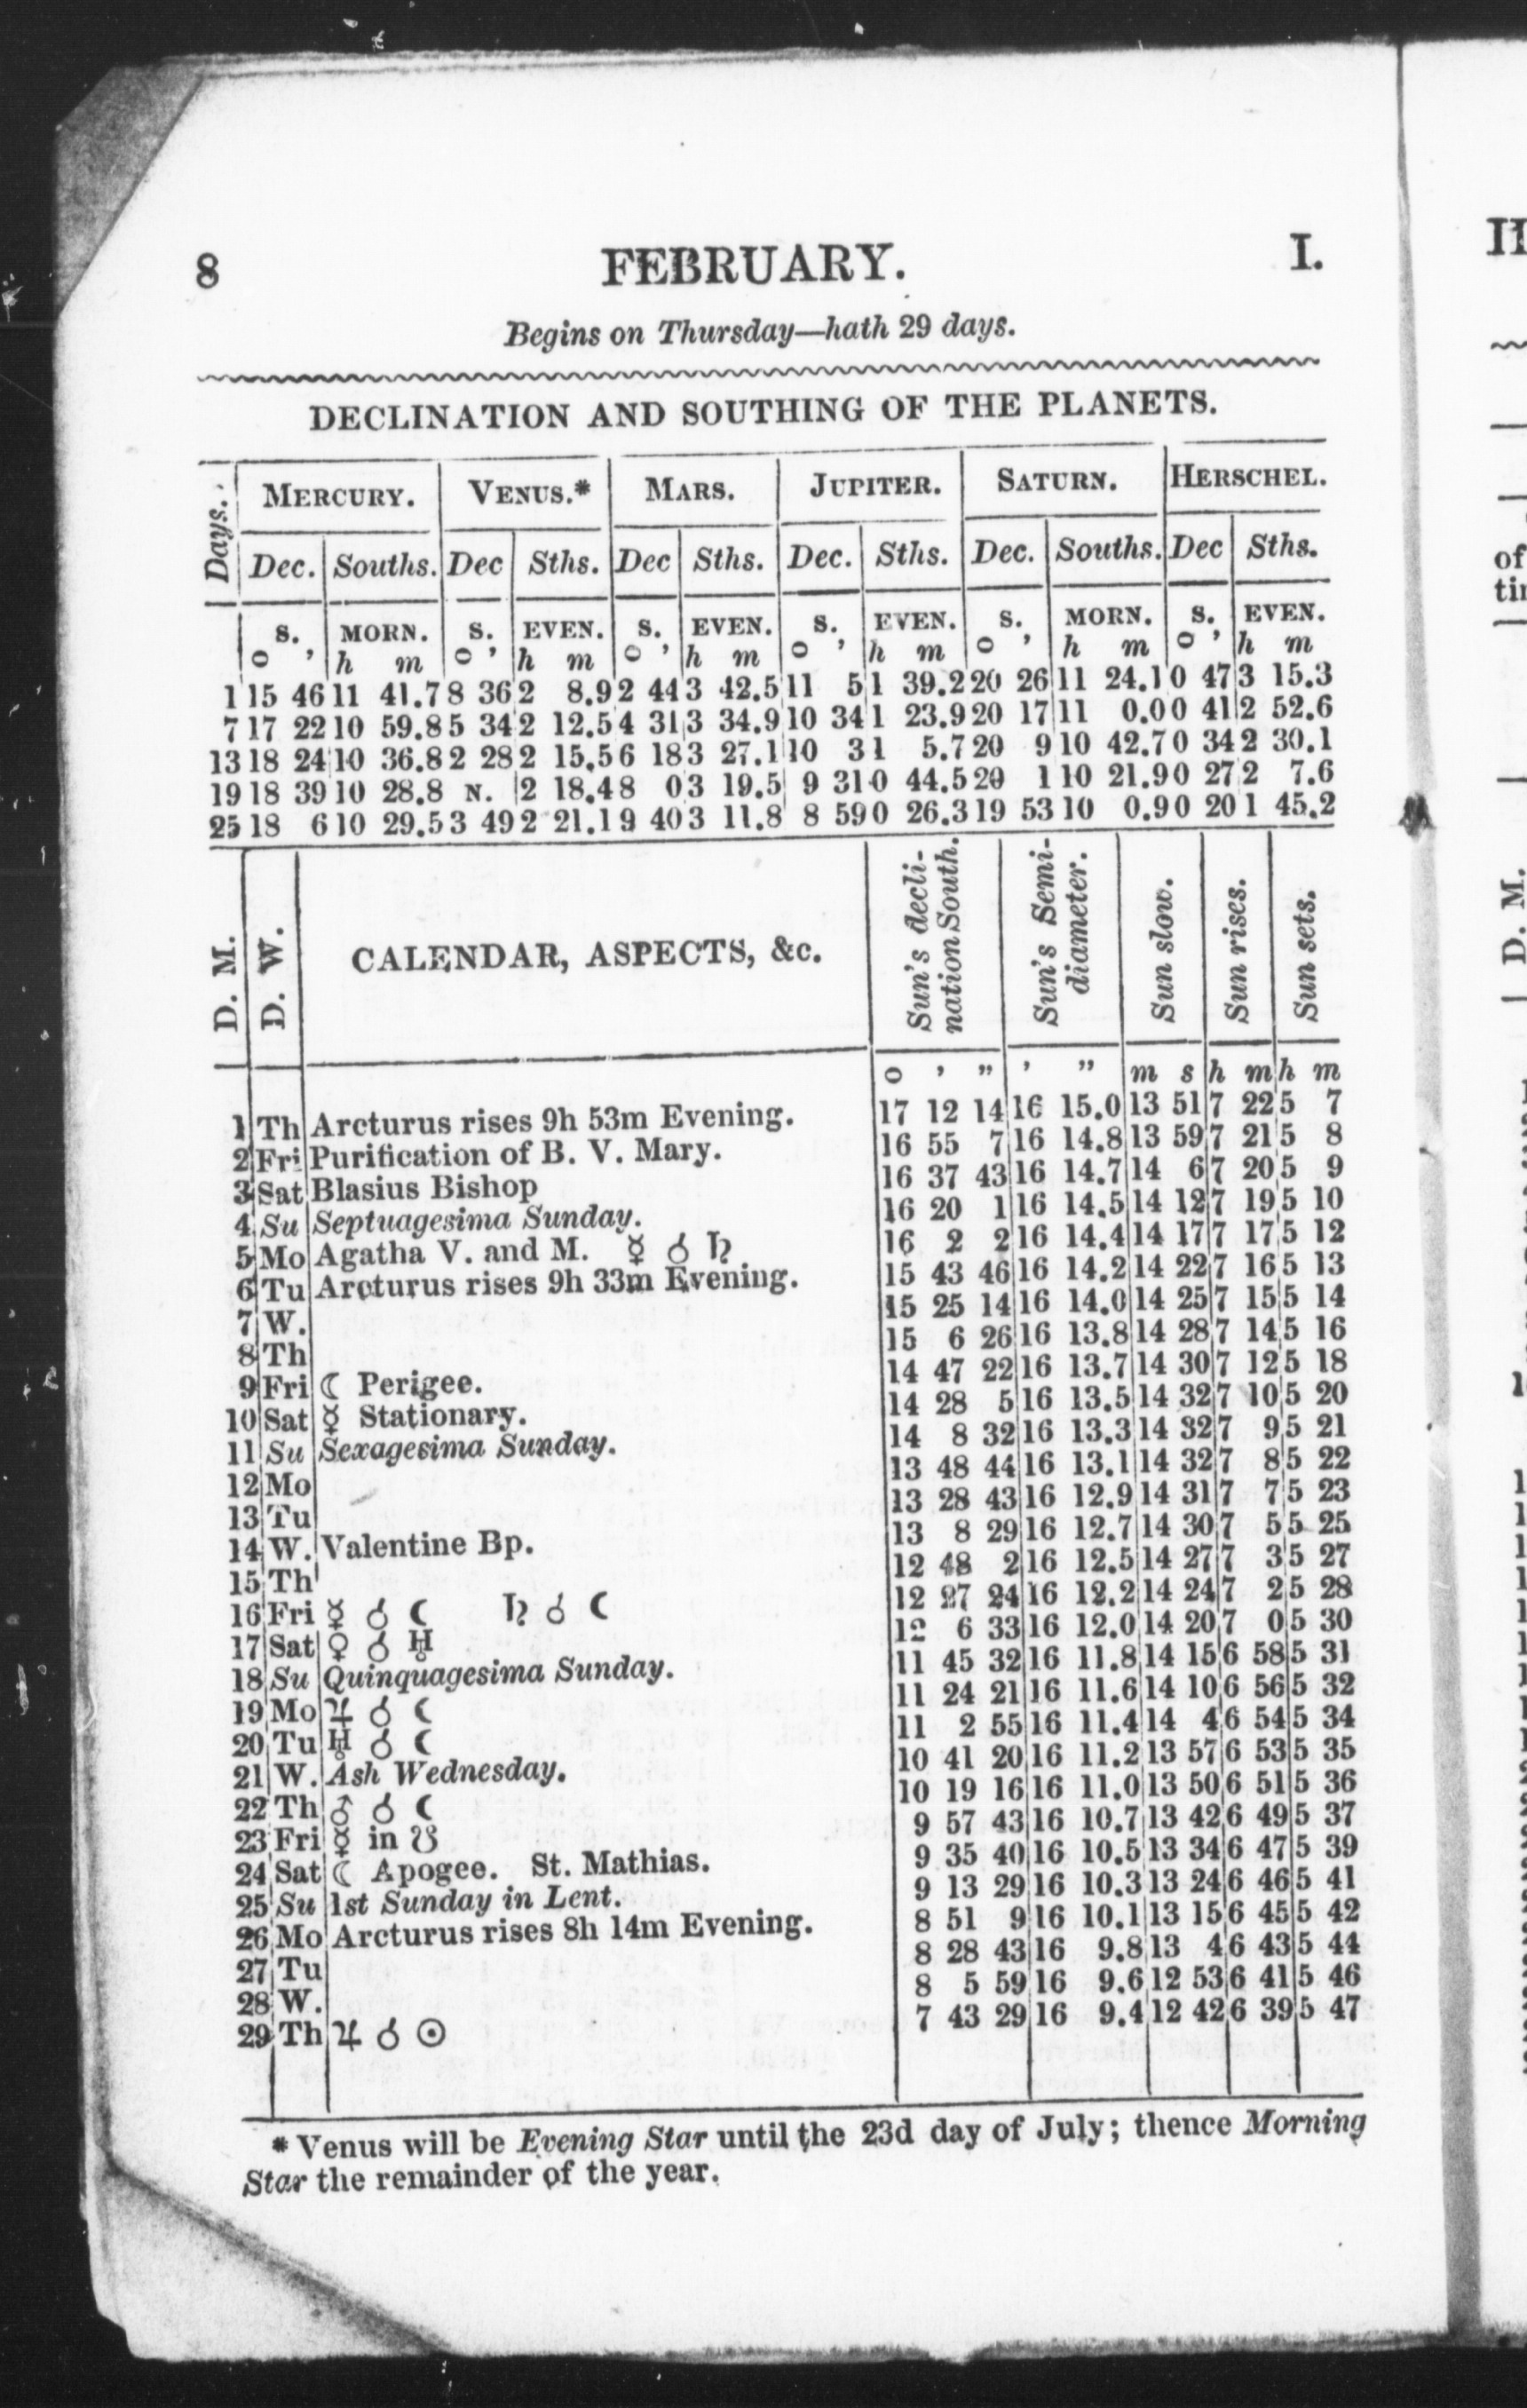 8 FEBRUARY. I.
Begins on Thursday—hath 29 days.
DECLINATION AND SOUTHING OF THE PLANETS.
Days. MERCURY. VENUS.* MARS. JUPITER. SATURN. HERSCHEL.
Dec. Souths. Dec Sths. Dec Sths. Dec. Sths. Dec. Souths. Dec Sths.
S. MORN. S. EVEN. S. EVEN. S. EVEN. S. MORN. S. EVEN.
o ’ h m o ’ h m o ’ h m o ’ h m o ’ h m o ’ h m
1 15 46 11 41.7 8 36 2 8.9 2 44 3 42.5 11 5 1 39.2 20 26 11 24.1 0 47 3 15.3
7 17 22 10 59.8 5 34 2 12.5 4 31 3 34.9 10 34 1 23.9 20 17 11 0.0 0 41 2 52.6
13 18 24 10 36.8 2 28 2 15.5 6 18 3 27.1 10 3 1 5.7 20 9 10 42.7 0 34 2 30.1
19 18 39 10 28.8 N. 2 18.4 8 0 3 19.5 9 31 0 44.5 20 1 10 21.9 0 27 2 7.6
25 18 6 10 29.5 3 49 2 21.1 9 40 3 11.8 8 59 0 26.3 19 53 10 0.9 0 20 1 45.2
D. M. D. W. CALENDAR, ASPECTS, &c. Sun's decli-nation South. Sun's Semi-diameter. Sun slow. Sun rises. Sun sets.
o ’ ” ’ ” m s h m h m
1 Th Arcturus rises 9h 53m Evening. 17 12 14 16 15.0 13 51 7 22 5 7
2 Fri Purification of B. V. Mary. 16 55 7 16 14.8 13 59 7 21 5 8
3 Sat Blasius Bishop 16 37 43 16 14.7 14 6 7 20 5 9
4 Su Septuagesima Sunday. 16 20 1 16 14.5 14 12 7 19 5 10
5 Mo Agatha V. and M. ☿ ☌ ♄ 16 2 2 16 14.4 14 17 7 17 5 12
6 Tu Arcturus rises 9h 33m Evening. 15 43 46 16 14.2 14 22 7 16 5 13
7 W. 15 25 14 16 14.0 14 25 7 15 5 14
8 Th 15 6 26 16 13.8 14 28 7 14 5 16
9 Fri ☾ Perigee. 14 47 22 16 13.7 14 30 7 12 5 18
10 Sat ☿ Stationary. 14 28 5 16 13.5 14 32 7 10 5 20
11 Su Sexagesima Sunday. 14 8 32 16 13.3 14 32 7 9 5 21
12 Mo 13 48 44 16 13.1 14 32 7 8 5 22
13 Tu 13 28 43 16 12.9 14 31 7 7 5 23
14 W. Valentine Bp. 13 8 29 16 12.7 14 30 7 5 5 25
15 Th 12 48 2 16 12.5 14 27 7 3 5 27
16 Fri ☿ ☌ ☾ ♄ ☌ ☾ 12 27 24 16 12.2 14 24 7 2 5 28
17 Sat ♀ ☌ ♅ 12 6 33 16 12.0 14 20 7 0 5 30
18 Su Quinquagesima Sunday. 11 45 32 16 11.8 14 15 6 58 5 31
19 Mo ♃ ☌ ☾ 11 24 21 16 11.6 14 10 6 56 5 32
20 Tu ♅ ☌ ☾ 11 2 55 16 11.4 14 4 6 54 5 34
21 W. Ash Wednesday. 10 41 20 16 11.2 13 57 6 53 5 35
22 Th ♂ ☌ ☾ 10 19 16 16 11.0 13 50 6 51 5 36
23 Fri ☿ in ☋ 9 57 43 16 10.7 13 42 6 49 5 37
24 Sat ☾ Apogee. St. Mathias. 9 35 40 16 10.5 13 34 6 47 5 39
25 Su 1st Sunday in Lent. 9 13 29 16 10.3 13 24 6 46 5 41
26 Mo Arcturus rises 8h 14m Evening. 8 51 9 16 10.1 13 15 6 45 5 42
27 Tu 8 28 43 16 9.8 13 4 6 43 5 44
28 W. 8 5 59 16 9.6 12 53 6 41 5 46
29 Th ♃ ☌ ☉ 7 43 29 16 9.4 12 42 6 39 5 47
* Venus will be Evening Star until the 23d day of July; thence Morning
Star the remainder of the year.
II
of
D. M.